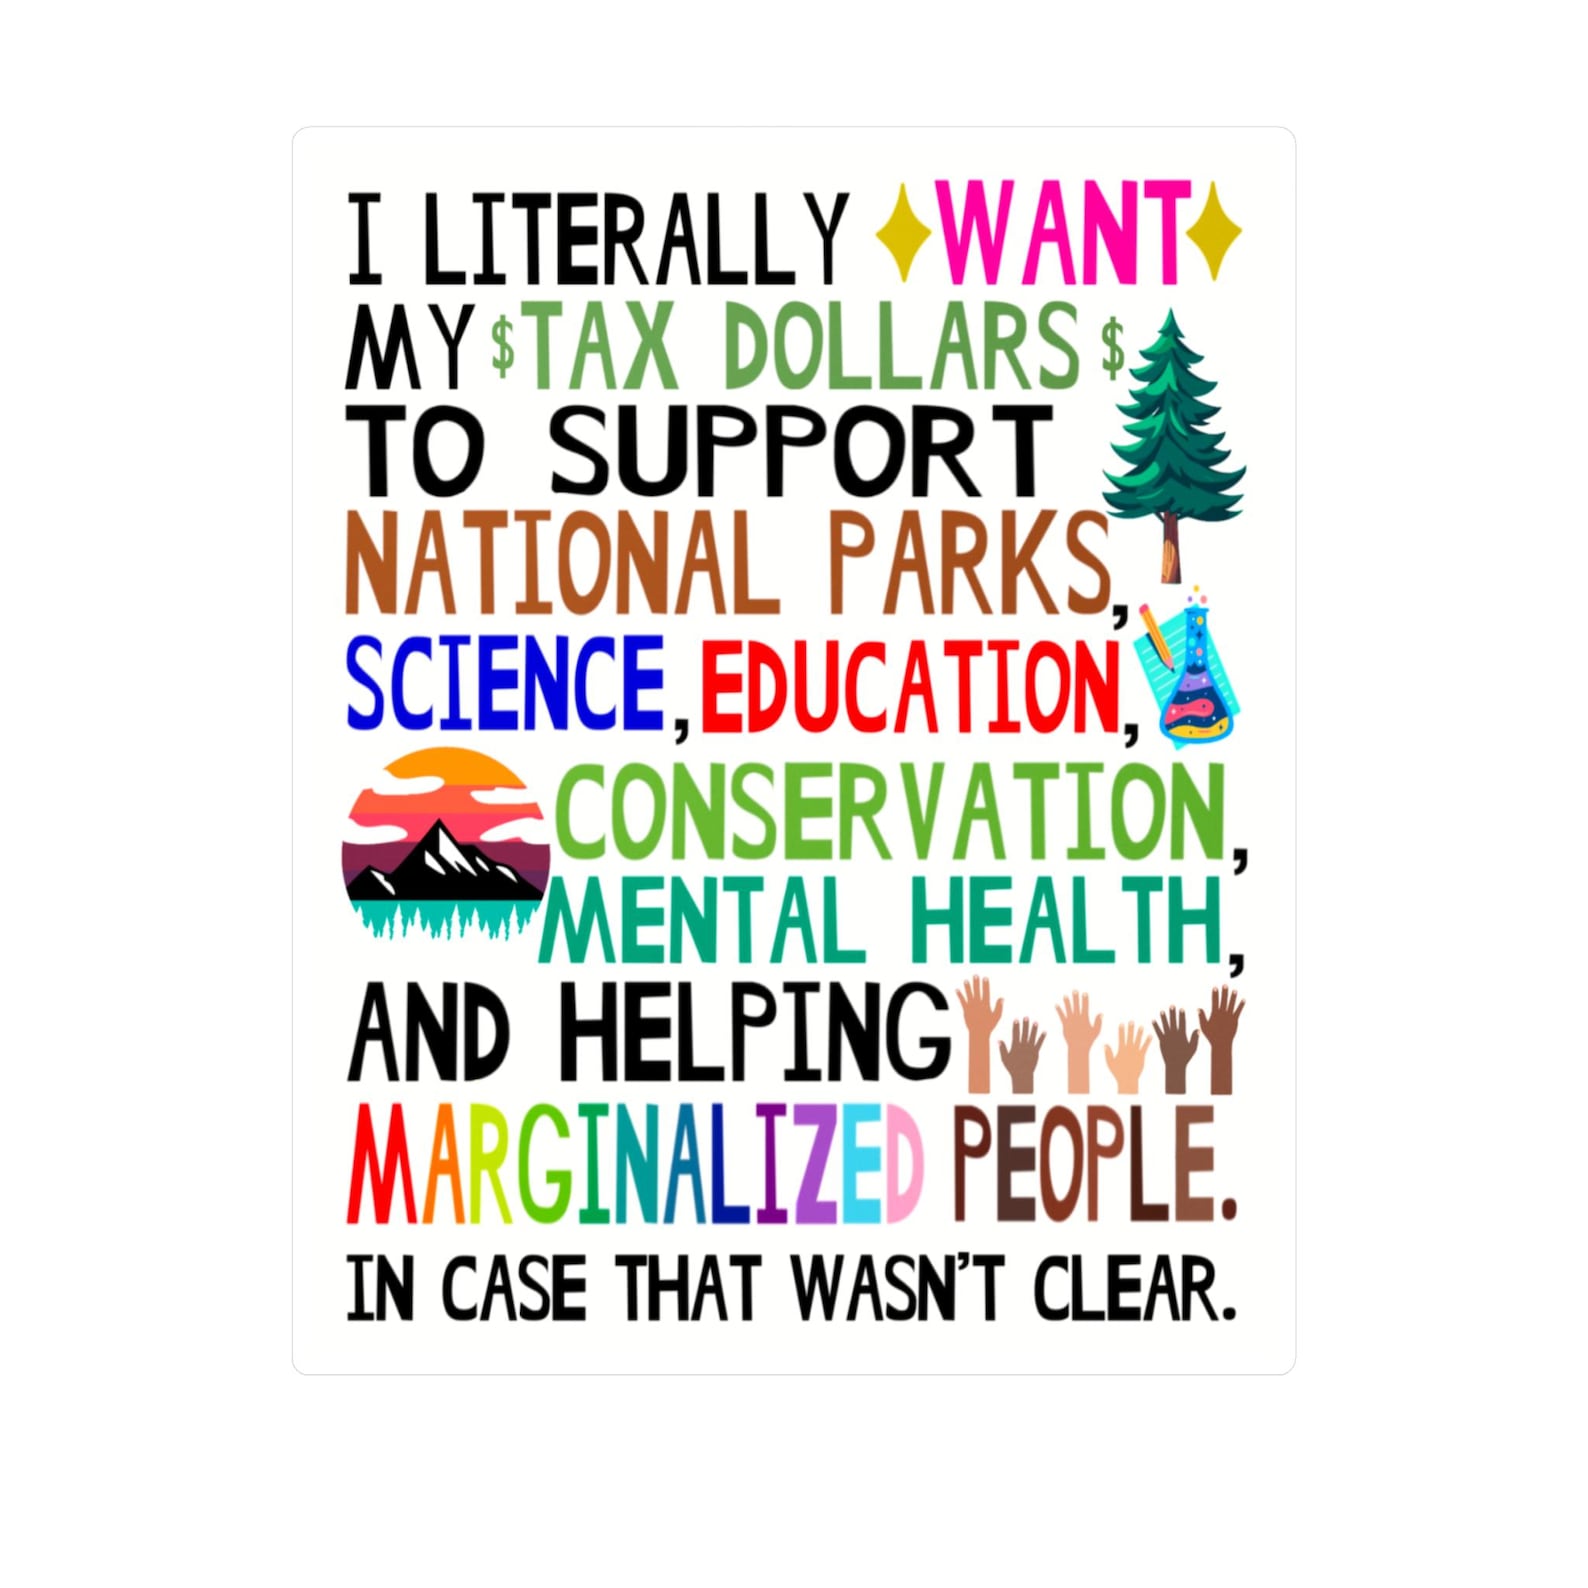 I LITERALLY WANT
MY $TAX DOLLARS $
TO SUPPORT
NATIONAL PARKS,
SCIENCE, EDUCATION,
CONSERVATION,
MENTAL HEALTH,
AND HELPING
MARGINALIZED PEOPLE.
IN CASE THAT WASN'T CLEAR.